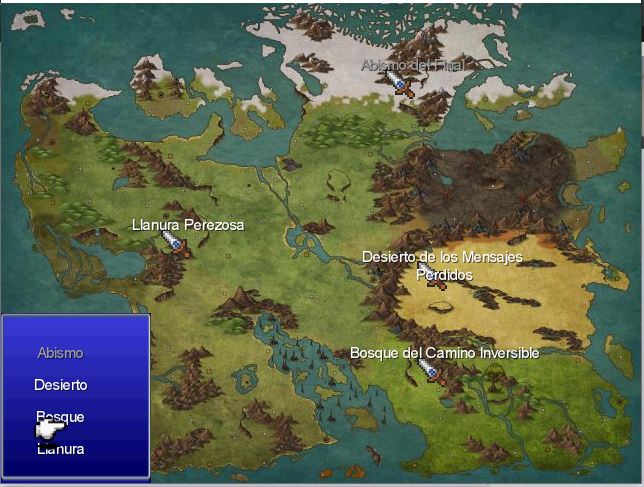 Abismo del Final
Llanura Perezosa
Desierto de los Mensajes
Perdidos
Bosque del Camino Inversible
Abismo
Desierto
Bosque
Llanura